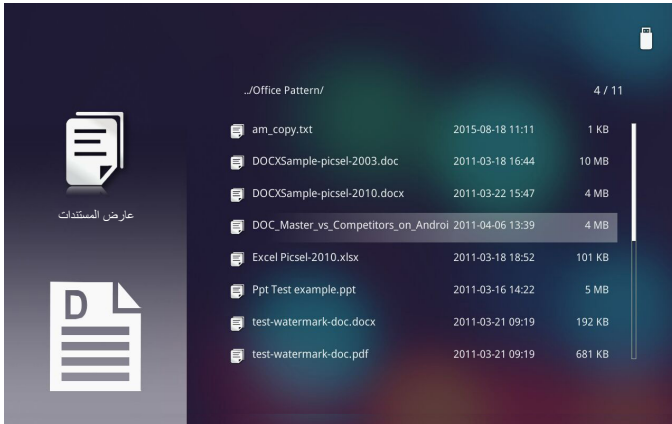 ../Office Pattern/ 4 / 11
am_copy.txt 2015-08-18 11:11 1 KB
DOCXSample-picsel-2003.doc 2011-03-18 16:44 10 MB
DOCXSample-picsel-2010.docx 2011-03-22 15:47 4 MB
عارض المستندات
DOC_Master_vs_Competitors_on_Androi 2011-04-06 13:39 4 MB
Excel Picsel-2010.xlsx 2011-03-18 18:52 101 KB
Ppt Test example.ppt 2011-03-16 14:22 5 MB
D
test-watermark-doc.docx 2011-03-21 09:19 192 KB
test-watermark-doc.pdf 2011-03-21 09:19 681 KB